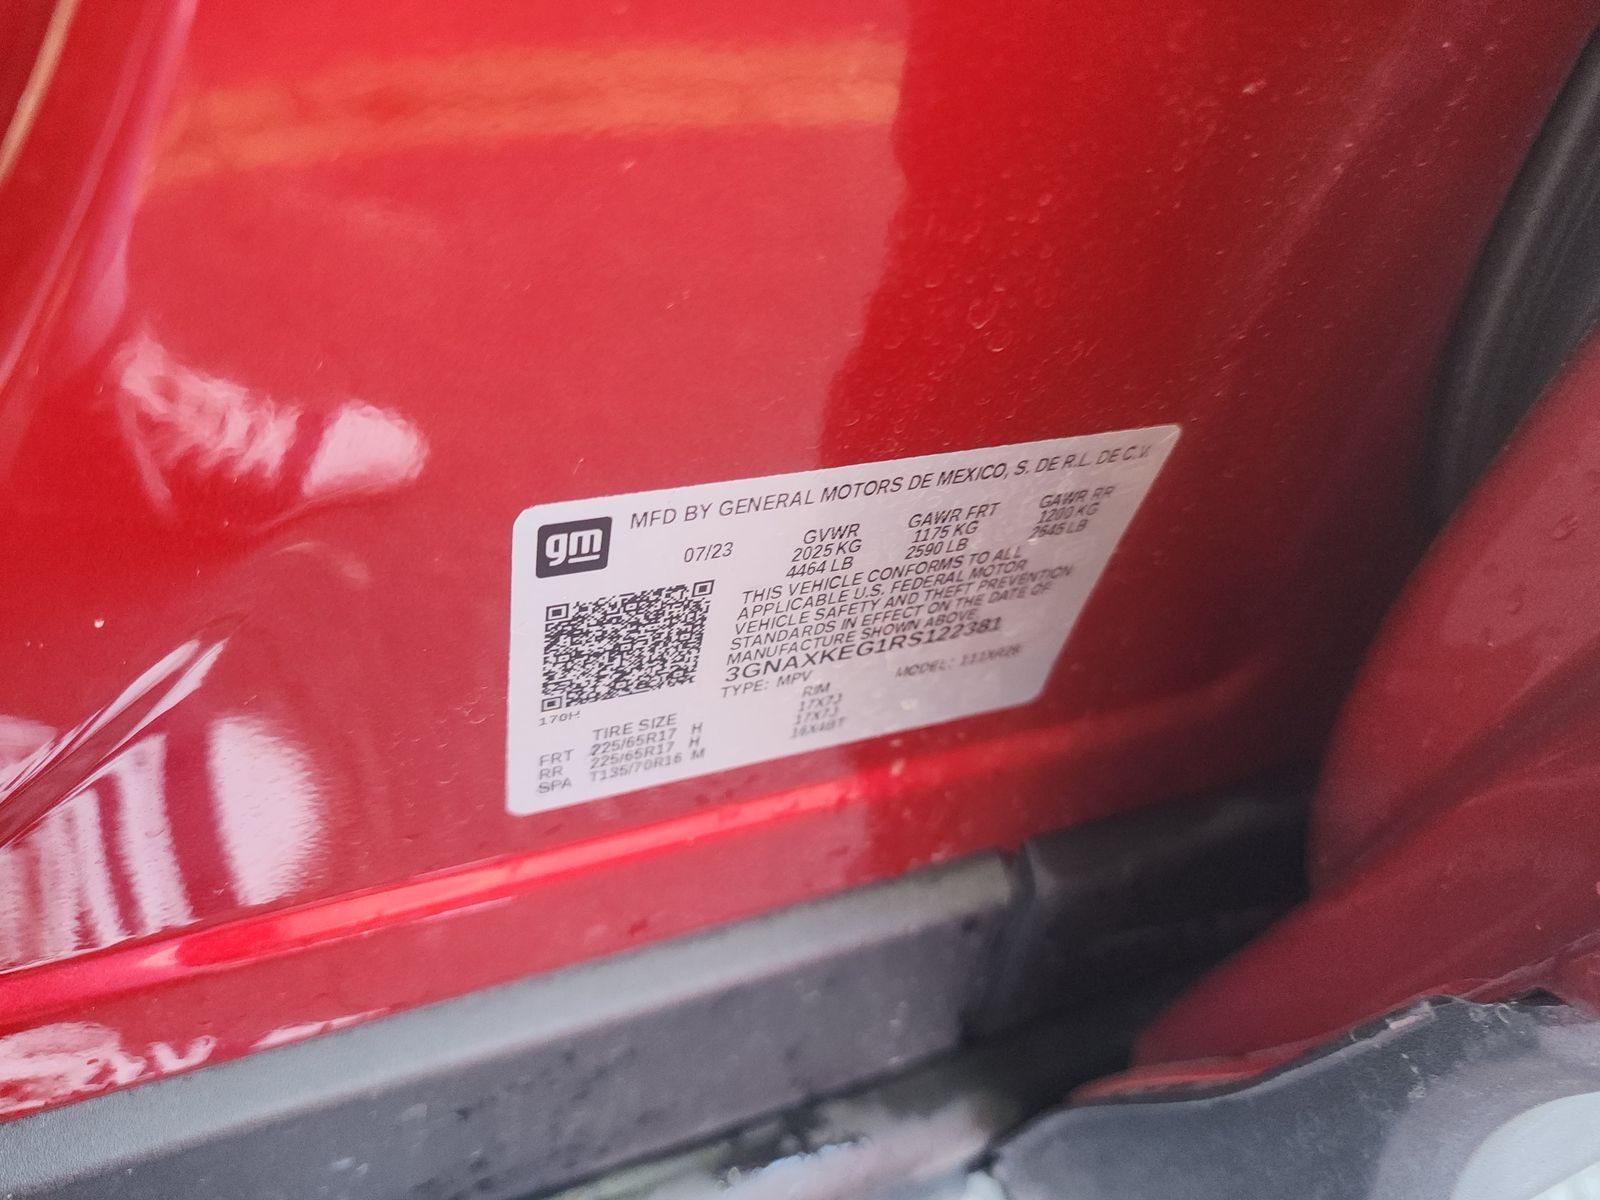 MFD BY GENERAL MOTORS DE MEXICO, S. DE R.L. DE C.V.
gm
07/23
GVWR GAWR FRT GAWR RR
2025 KG 1175 KG 1200 KG
4464 LB 2590 LB 2645 LB
THIS VEHICLE CONFORMS TO ALL
APPLICABLE U.S. FEDERAL MOTOR
VEHICLE SAFETY AND THEFT PREVENTION
STANDARDS IN EFFECT ON THE DATE OF
MANUFACTURE SHOWN ABOVE.
3GNAXKEG1RS122381
TYPE: MPV MODEL: 111XR26
170H
TIRE SIZE RIM
FRT 225/65R17 H 17X7J
RR 225/65R17 H 17X7J
SPA T135/70R16 M 16X4BT